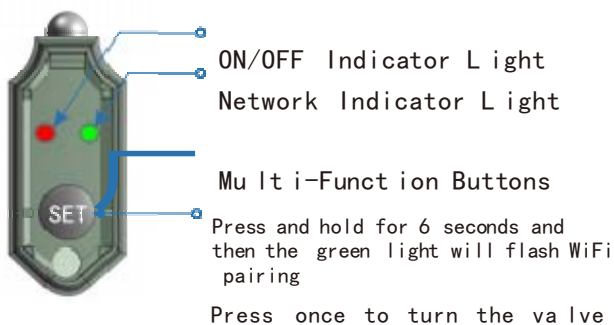 ON/OFF Indicator Light
Network Indicator Light
SET
Multi-Function Buttons
Press and hold for 6 seconds and
then the green light will flash WiFi
pairing
Press once to turn the valve